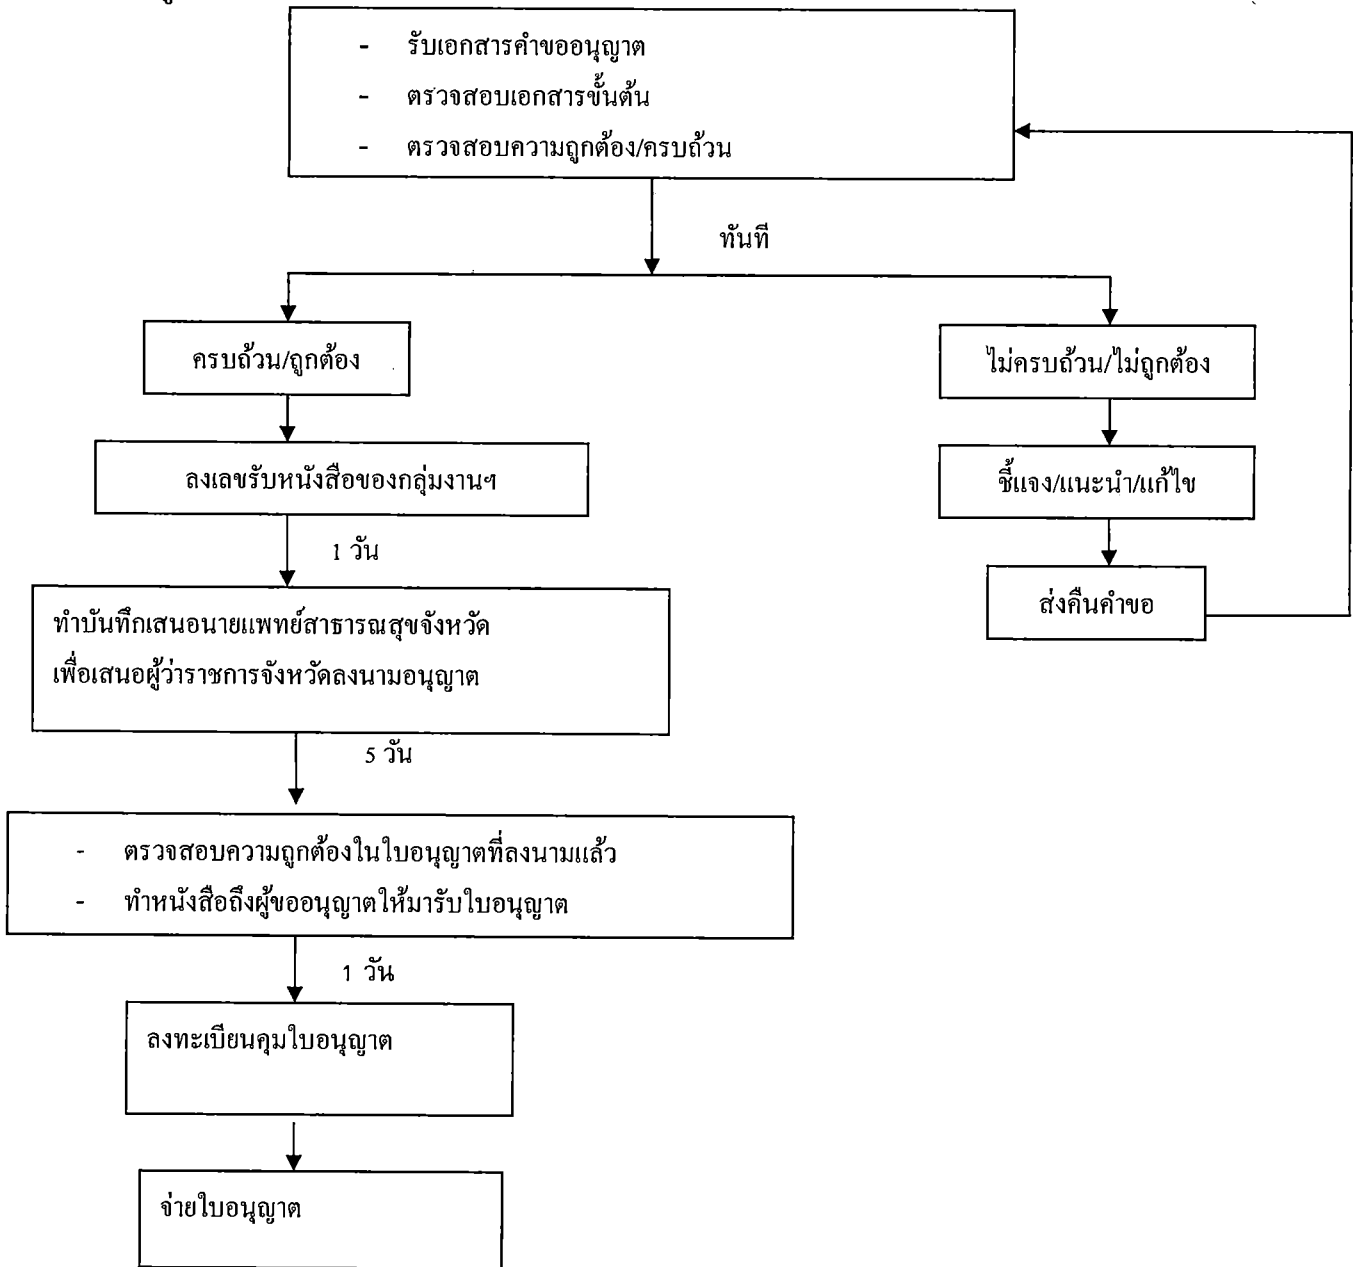 - รับเอกสารคำขออนุญาต
- ตรวจสอบเอกสารขั้นต้น
- ตรวจสอบความถูกต้อง/ครบถ้วน
ทันที
ครบถ้วน/ถูกต้อง
ไม่ครบถ้วน/ไม่ถูกต้อง
ลงเลขรับหนังสือของกลุ่มงานฯ
ชี้แจง/แนะนำ/แก้ไข
1 วัน
ส่งคืนคำขอ
ทำบันทึกเสนอนายแพทย์สาธารณสุขจังหวัด
เพื่อเสนอผู้ว่าราชการจังหวัดลงนามอนุญาต
5 วัน
- ตรวจสอบความถูกต้องในใบอนุญาตที่ลงนามแล้ว
- ทำหนังสือถึงผู้ขออนุญาตให้มารับใบอนุญาต
1 วัน
ลงทะเบียนคุมใบอนุญาต
จ่ายใบอนุญาต